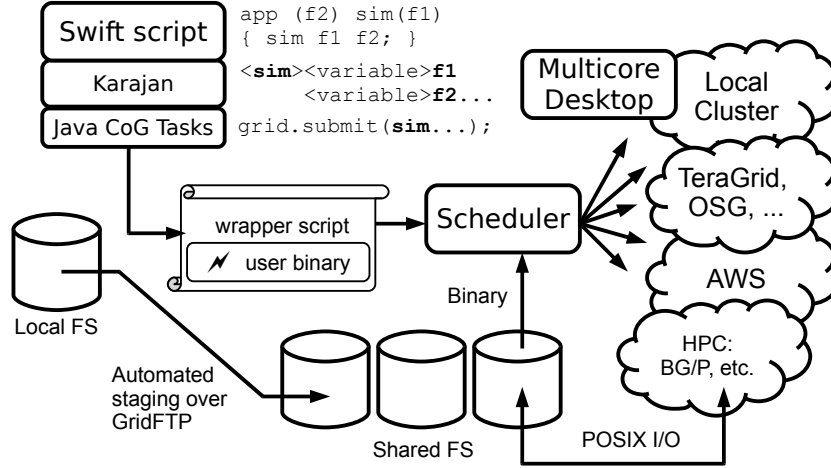 Swift script
app (f2) sim(f1)
{ sim f1 f2; }
Karajan
<sim><variable>f1
<variable>f2...
Java CoG Tasks
grid.submit(sim...);
Multicore
Desktop
Local
Cluster
wrapper script
user binary
Scheduler
TeraGrid,
OSG, ...
AWS
HPC:
BG/P, etc.
Local FS
Binary
Automated
staging over
GridFTP
Shared FS
POSIX I/O